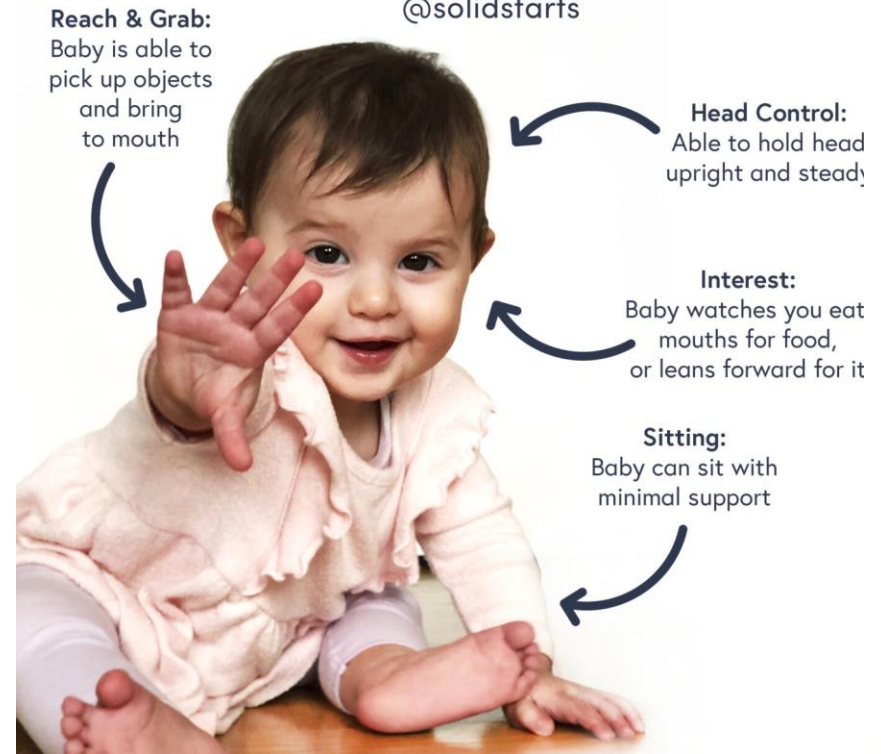 @solidstarts
Reach & Grab:
Baby is able to
pick up objects
and bring
to mouth
Head Control:
Able to hold head
upright and steady
Interest:
Baby watches you eat
mouths for food,
or leans forward for it
Sitting:
Baby can sit with
minimal support